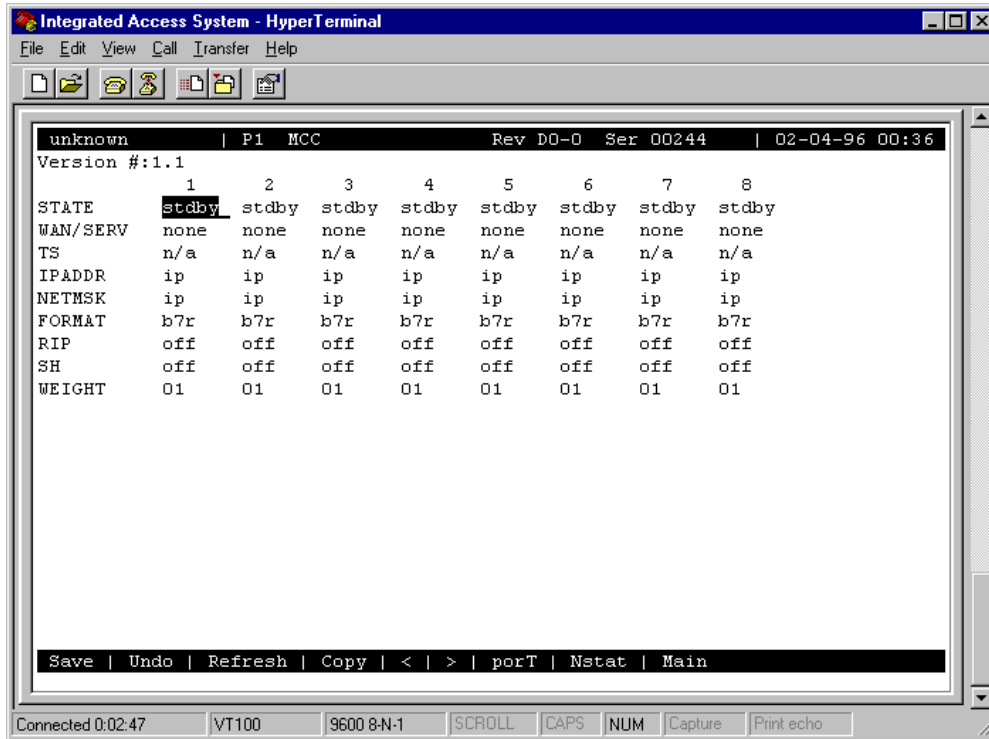 Integrated Access System - HyperTerminal
File Edit View Call Transfer Help
unknown | P1 MCC Rev D0-0 Ser 00244 | 02-04-96 00:36
Version #:1.1
1 2 3 4 5 6 7 8
STATE stdby stdby stdby stdby stdby stdby stdby stdby
WAN/SERV none none none none none none none none
TS n/a n/a n/a n/a n/a n/a n/a n/a
IPADDR ip ip ip ip ip ip ip ip
NETMSK ip ip ip ip ip ip ip ip
FORMAT b7r b7r b7r b7r b7r b7r b7r b7r
RIP off off off off off off off off
SH off off off off off off off off
WEIGHT 01 01 01 01 01 01 01 01
Save | Undo | Refresh | Copy | < | > | porT | Nstat | Main
Connected 0:02:47 VT100 9600 8-N-1 SCROLL CAPS NUM Capture Print echo